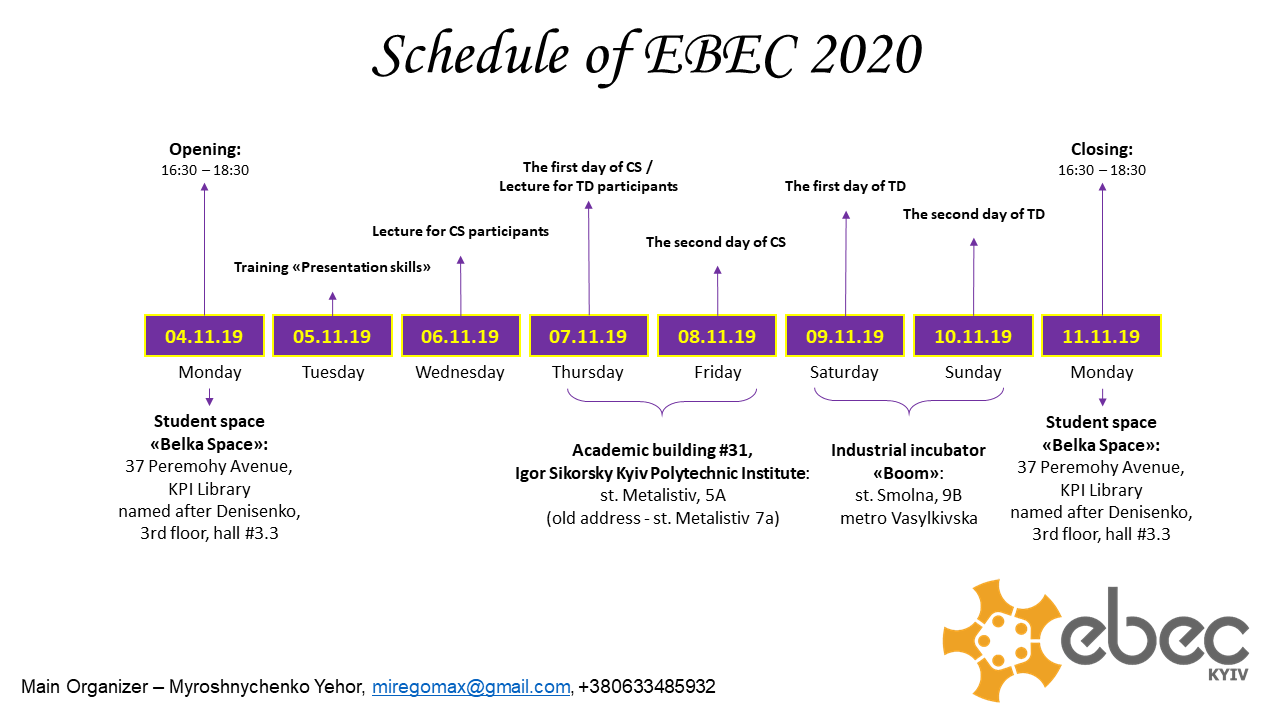 Schedule of EBEC 2020
Opening:
16:30 – 18:30
Training «Presentation skills»
Lecture for CS participants
The first day of CS /
Lecture for TD participants
The second day of CS
The first day of TD
The second day of TD
Closing:
16:30 – 18:30
04.11.19
05.11.19
06.11.19
07.11.19
08.11.19
09.11.19
10.11.19
11.11.19
Monday
Tuesday
Wednesday
Thursday
Friday
Saturday
Sunday
Monday
Student space
«Belka Space»:
37 Peremohy Avenue,
KPI Library
named after Denisenko,
3rd floor, hall #3.3
Academic building #31,
Igor Sikorsky Kyiv Polytechnic Institute:
st. Metalistiv, 5A
(old address - st. Metalistiv 7a)
Industrial incubator
«Boom»:
st. Smolna, 9B
metro Vasylkivska
Student space
«Belka Space»:
37 Peremohy Avenue,
KPI Library
named after Denisenko,
3rd floor, hall #3.3
ebec
KYIV
Main Organizer – Myroshnychenko Yehor, miregomax@gmail.com, +380633485932